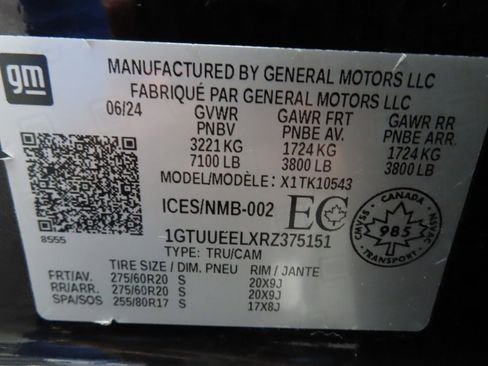 gm
MANUFACTURED BY GENERAL MOTORS LLC
FABRIQUÉ PAR GENERAL MOTORS LLC
06/24 GVWR GAWR FRT GAWR RR
PNBV PNBE AV. PNBE ARR.
3221 KG 1724 KG 1724 KG
7100 LB 3800 LB 3800 LB
MODEL/MODÈLE: X1TK10543
ICES/NMB-002 EC
CANADA
985
CMVSS
NSVAC
8555
1GTUUEELXRZ375151
TYPE: TRU/CAM
TIRE SIZE / DIM. PNEU RIM / JANTE
FRT/AV. 275/60R20 S 20X9J
RR/ARR. 275/60R20 S 20X9J
SPA/SOS 255/80R17 S 17X8J